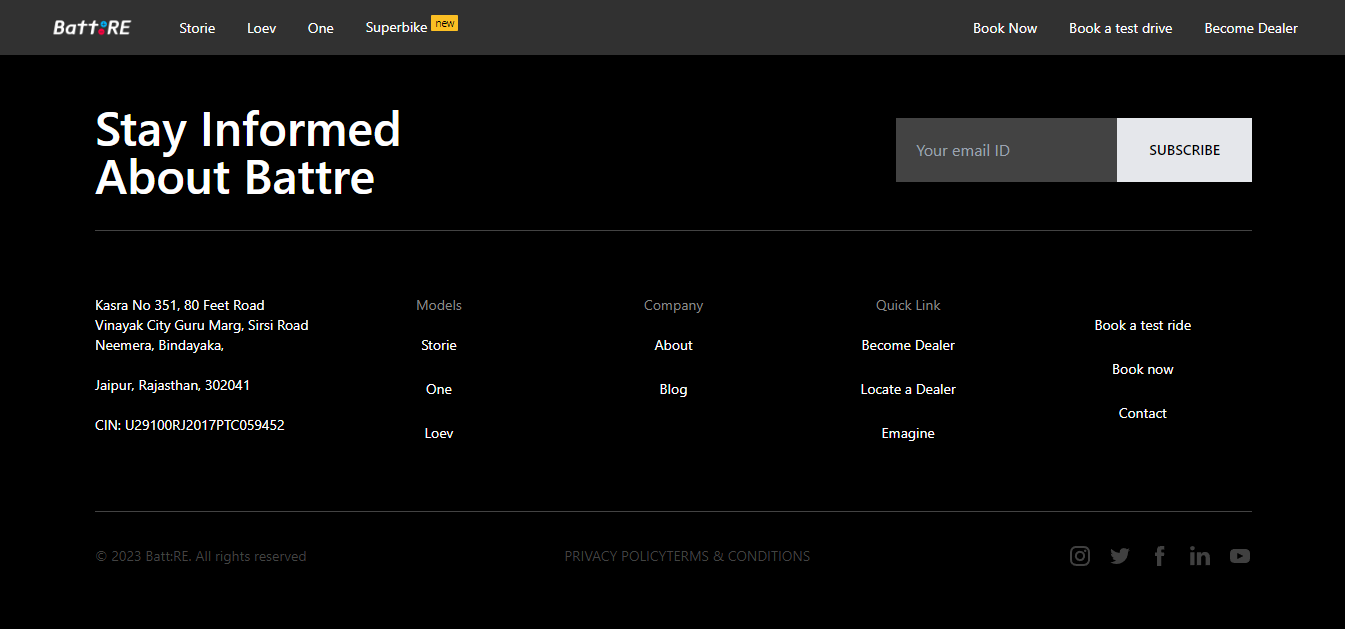 Batt:RE Storie Loev One Superbike new Book Now Book a test drive Become Dealer
Stay Informed
About Battre
Your email ID SUBSCRIBE
Kasra No 351, 80 Feet Road
Vinayak City Guru Marg, Sirsi Road
Neemera, Bindayaka,
Jaipur, Rajasthan, 302041
CIN: U29100RJ2017PTC059452
Models
Storie
One
Loev
Company
About
Blog
Quick Link
Become Dealer
Locate a Dealer
Emagine
Book a test ride
Book now
Contact
© 2023 Batt:RE. All rights reserved
PRIVACY POLICYTERMS & CONDITIONS